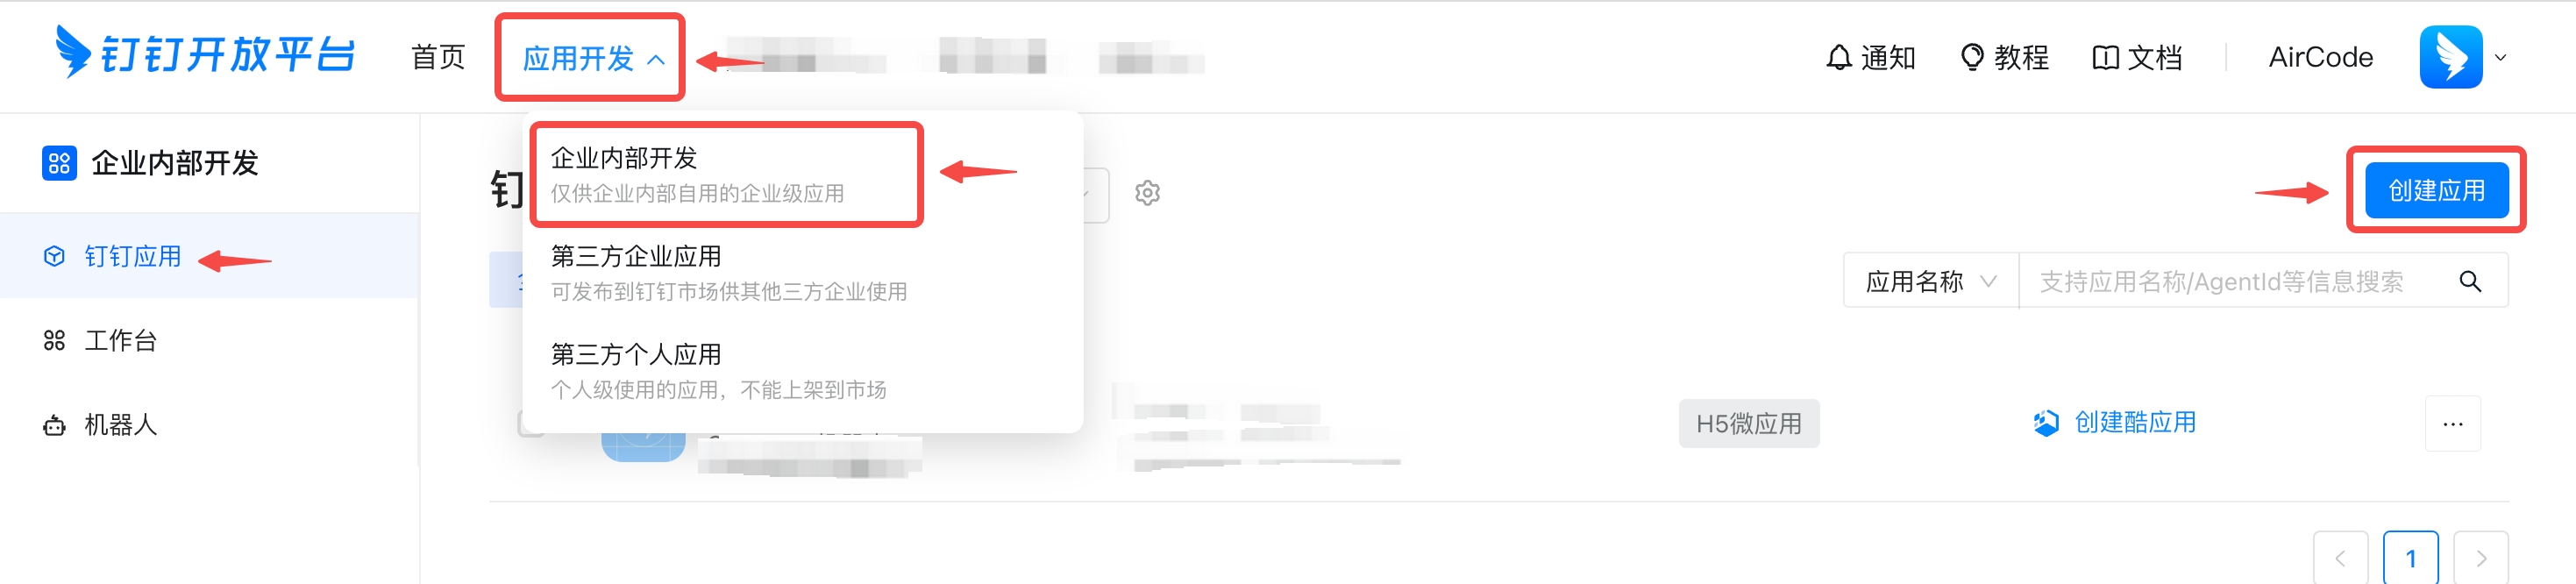 钉钉开放平台
首页
应用开发
通知
教程
文档
AirCode
企业内部开发
钉钉应用
工作台
机器人
企业内部开发
仅供企业内部自用的企业级应用
第三方企业应用
可发布到钉钉市场供其他三方企业使用
第三方个人应用
个人级使用的应用，不能上架到市场
钉
创建应用
应用名称
支持应用名称/AgentId等信息搜索
H5微应用
创建酷应用
...
1